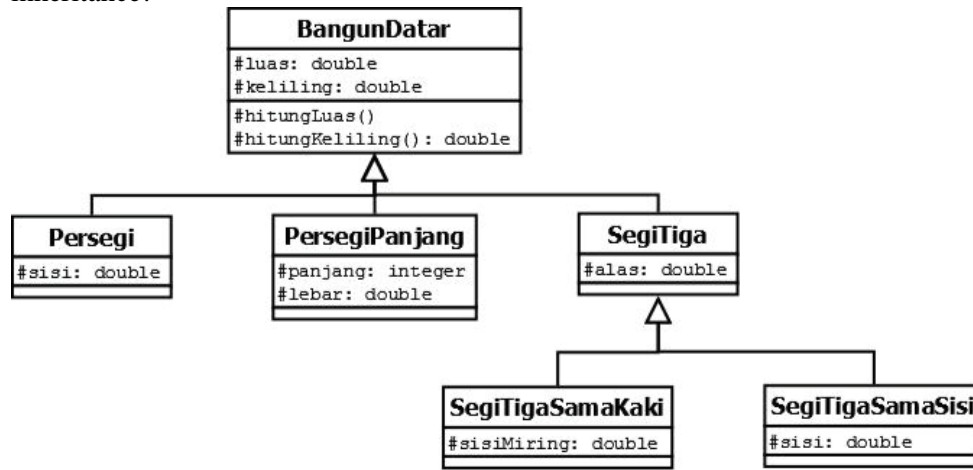 inheritance.
BangunDatar
#luas: double
#keliling: double
#hitungLuas()
#hitungKeliling(): double
Persegi
#sisi: double
PersegiPanjang
#panjang: integer
#lebar: double
SegiTiga
#alas: double
SegiTigaSamaKaki
#sisiMiring: double
SegiTigaSamaSisi
#sisi: double